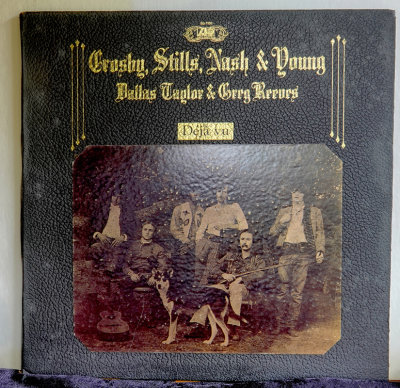 Crosby, Stills, Nash & Young
Dallas Taylor & Greg Reeves
Déjà vu